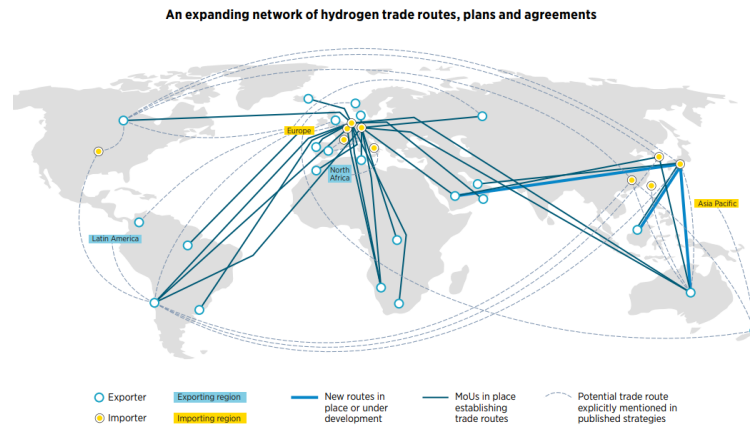 An expanding network of hydrogen trade routes, plans and agreements
Europe
North
Africa
Asia Pacific
Latin America
Exporter
Exporting region
New routes in
place or under
development
MoUs in place
establishing
trade routes
Potential trade route
explicitly mentioned in
published strategies
Importer
Importing region